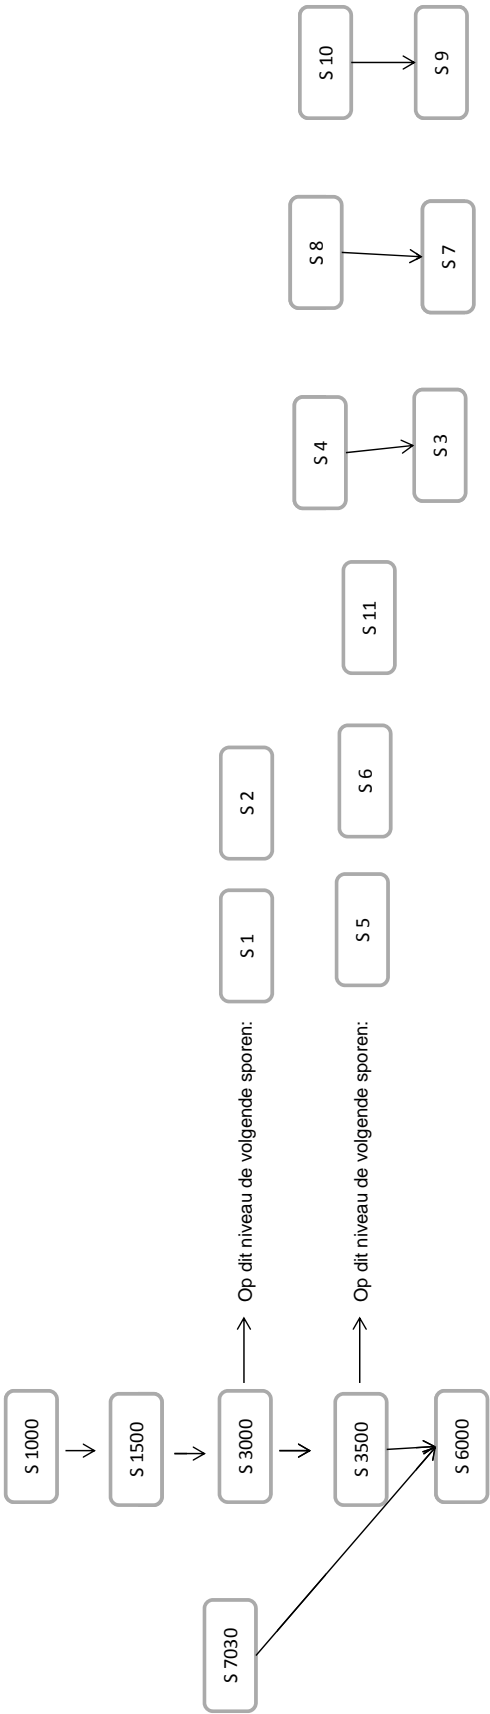 S 1000
S 1500
S 7030
S 3000
Op dit niveau de volgende sporen:
S 1
S 2
S 3500
Op dit niveau de volgende sporen:
S 5
S 6
S 11
S 4
S 8
S 10
S 3
S 7
S 9
S 6000